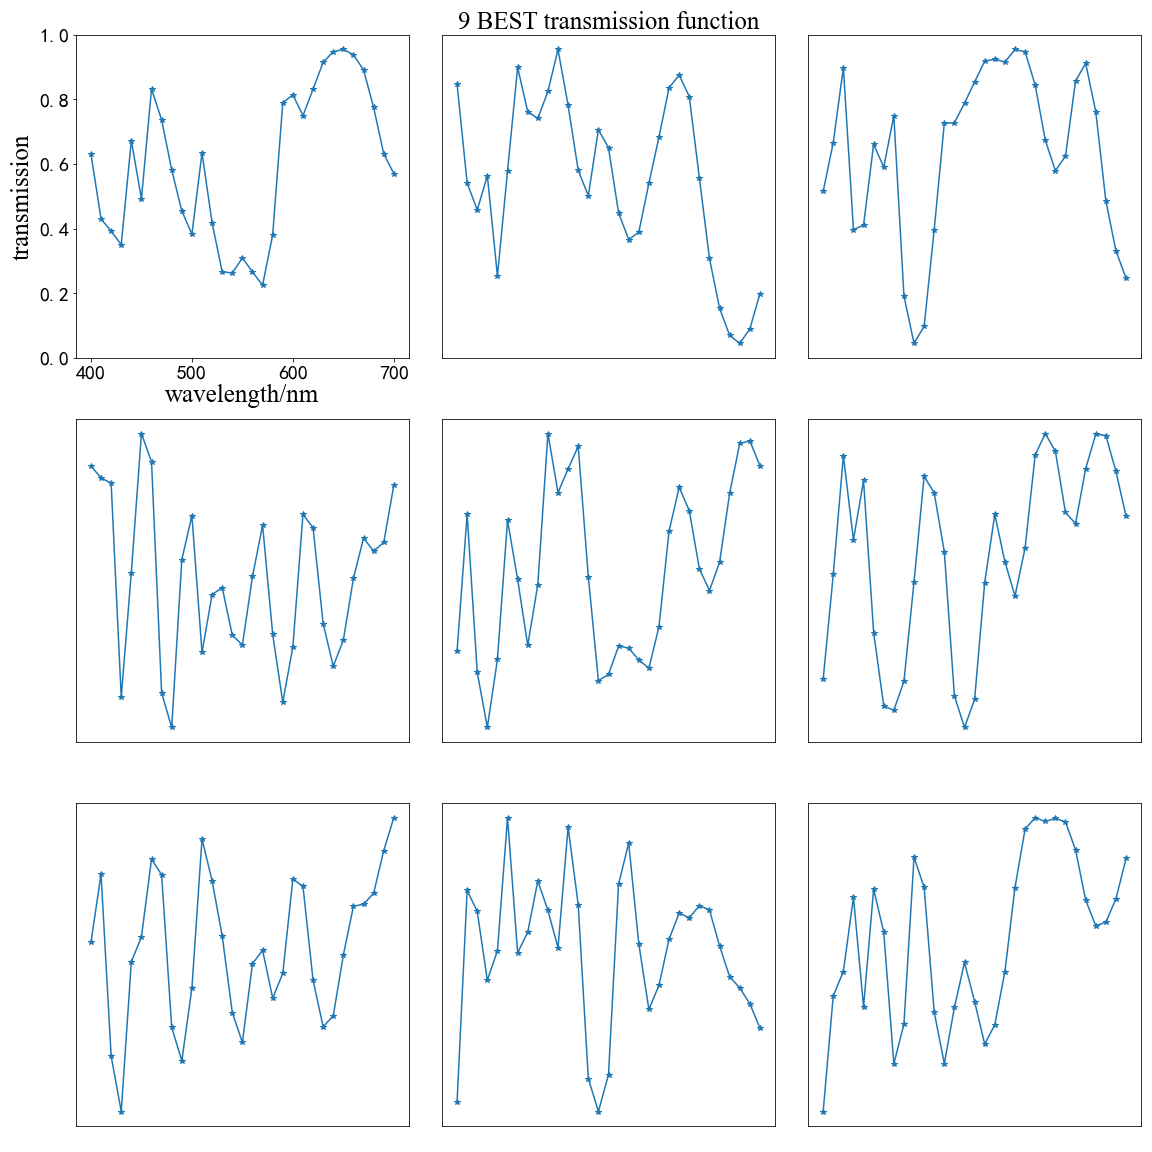 9 BEST transmission function
1. 0
0. 8
0. 6
0. 4
0. 2
0. 0
transmission
400 500 600 700
wavelength/nm